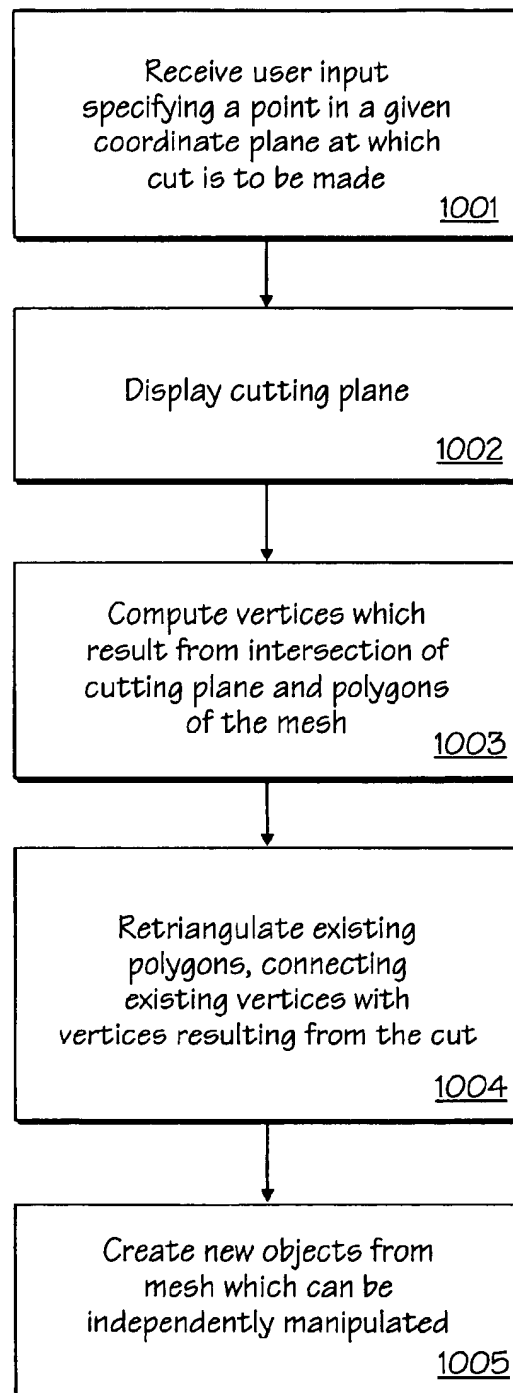 Receive user input
specifying a point in a given
coordinate plane at which
cut is to be made
1001
Display cutting plane
1002
Compute vertices which
result from intersection of
cutting plane and polygons
of the mesh
1003
Retriangulate existing
polygons, connecting
existing vertices with
vertices resulting from the cut
1004
Create new objects from
mesh which can be
independently manipulated
1005